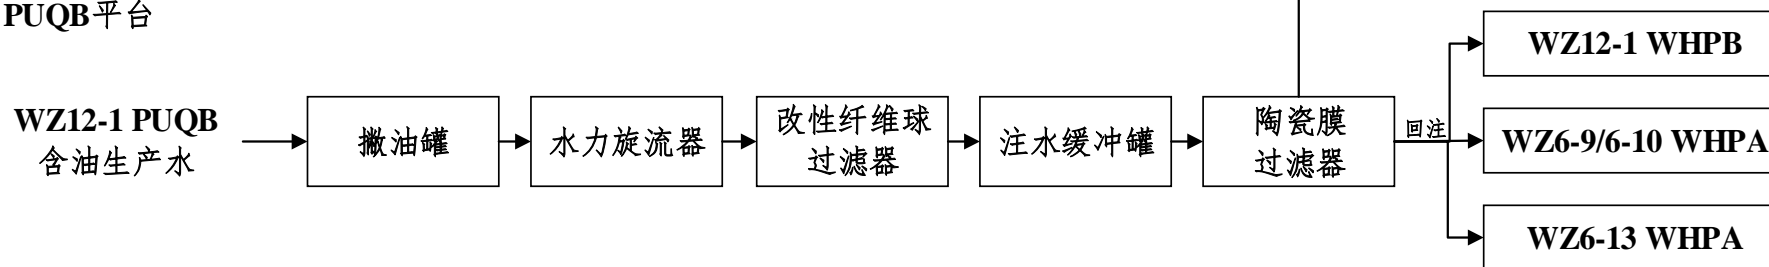 PUQB平台
WZ12-1 PUQB
含油生产水
撇油罐
水力旋流器
改性纤维球
过滤器
注水缓冲罐
陶瓷膜
过滤器
回注
WZ12-1 WHPB
WZ6-9/6-10 WHPA
WZ6-13 WHPA